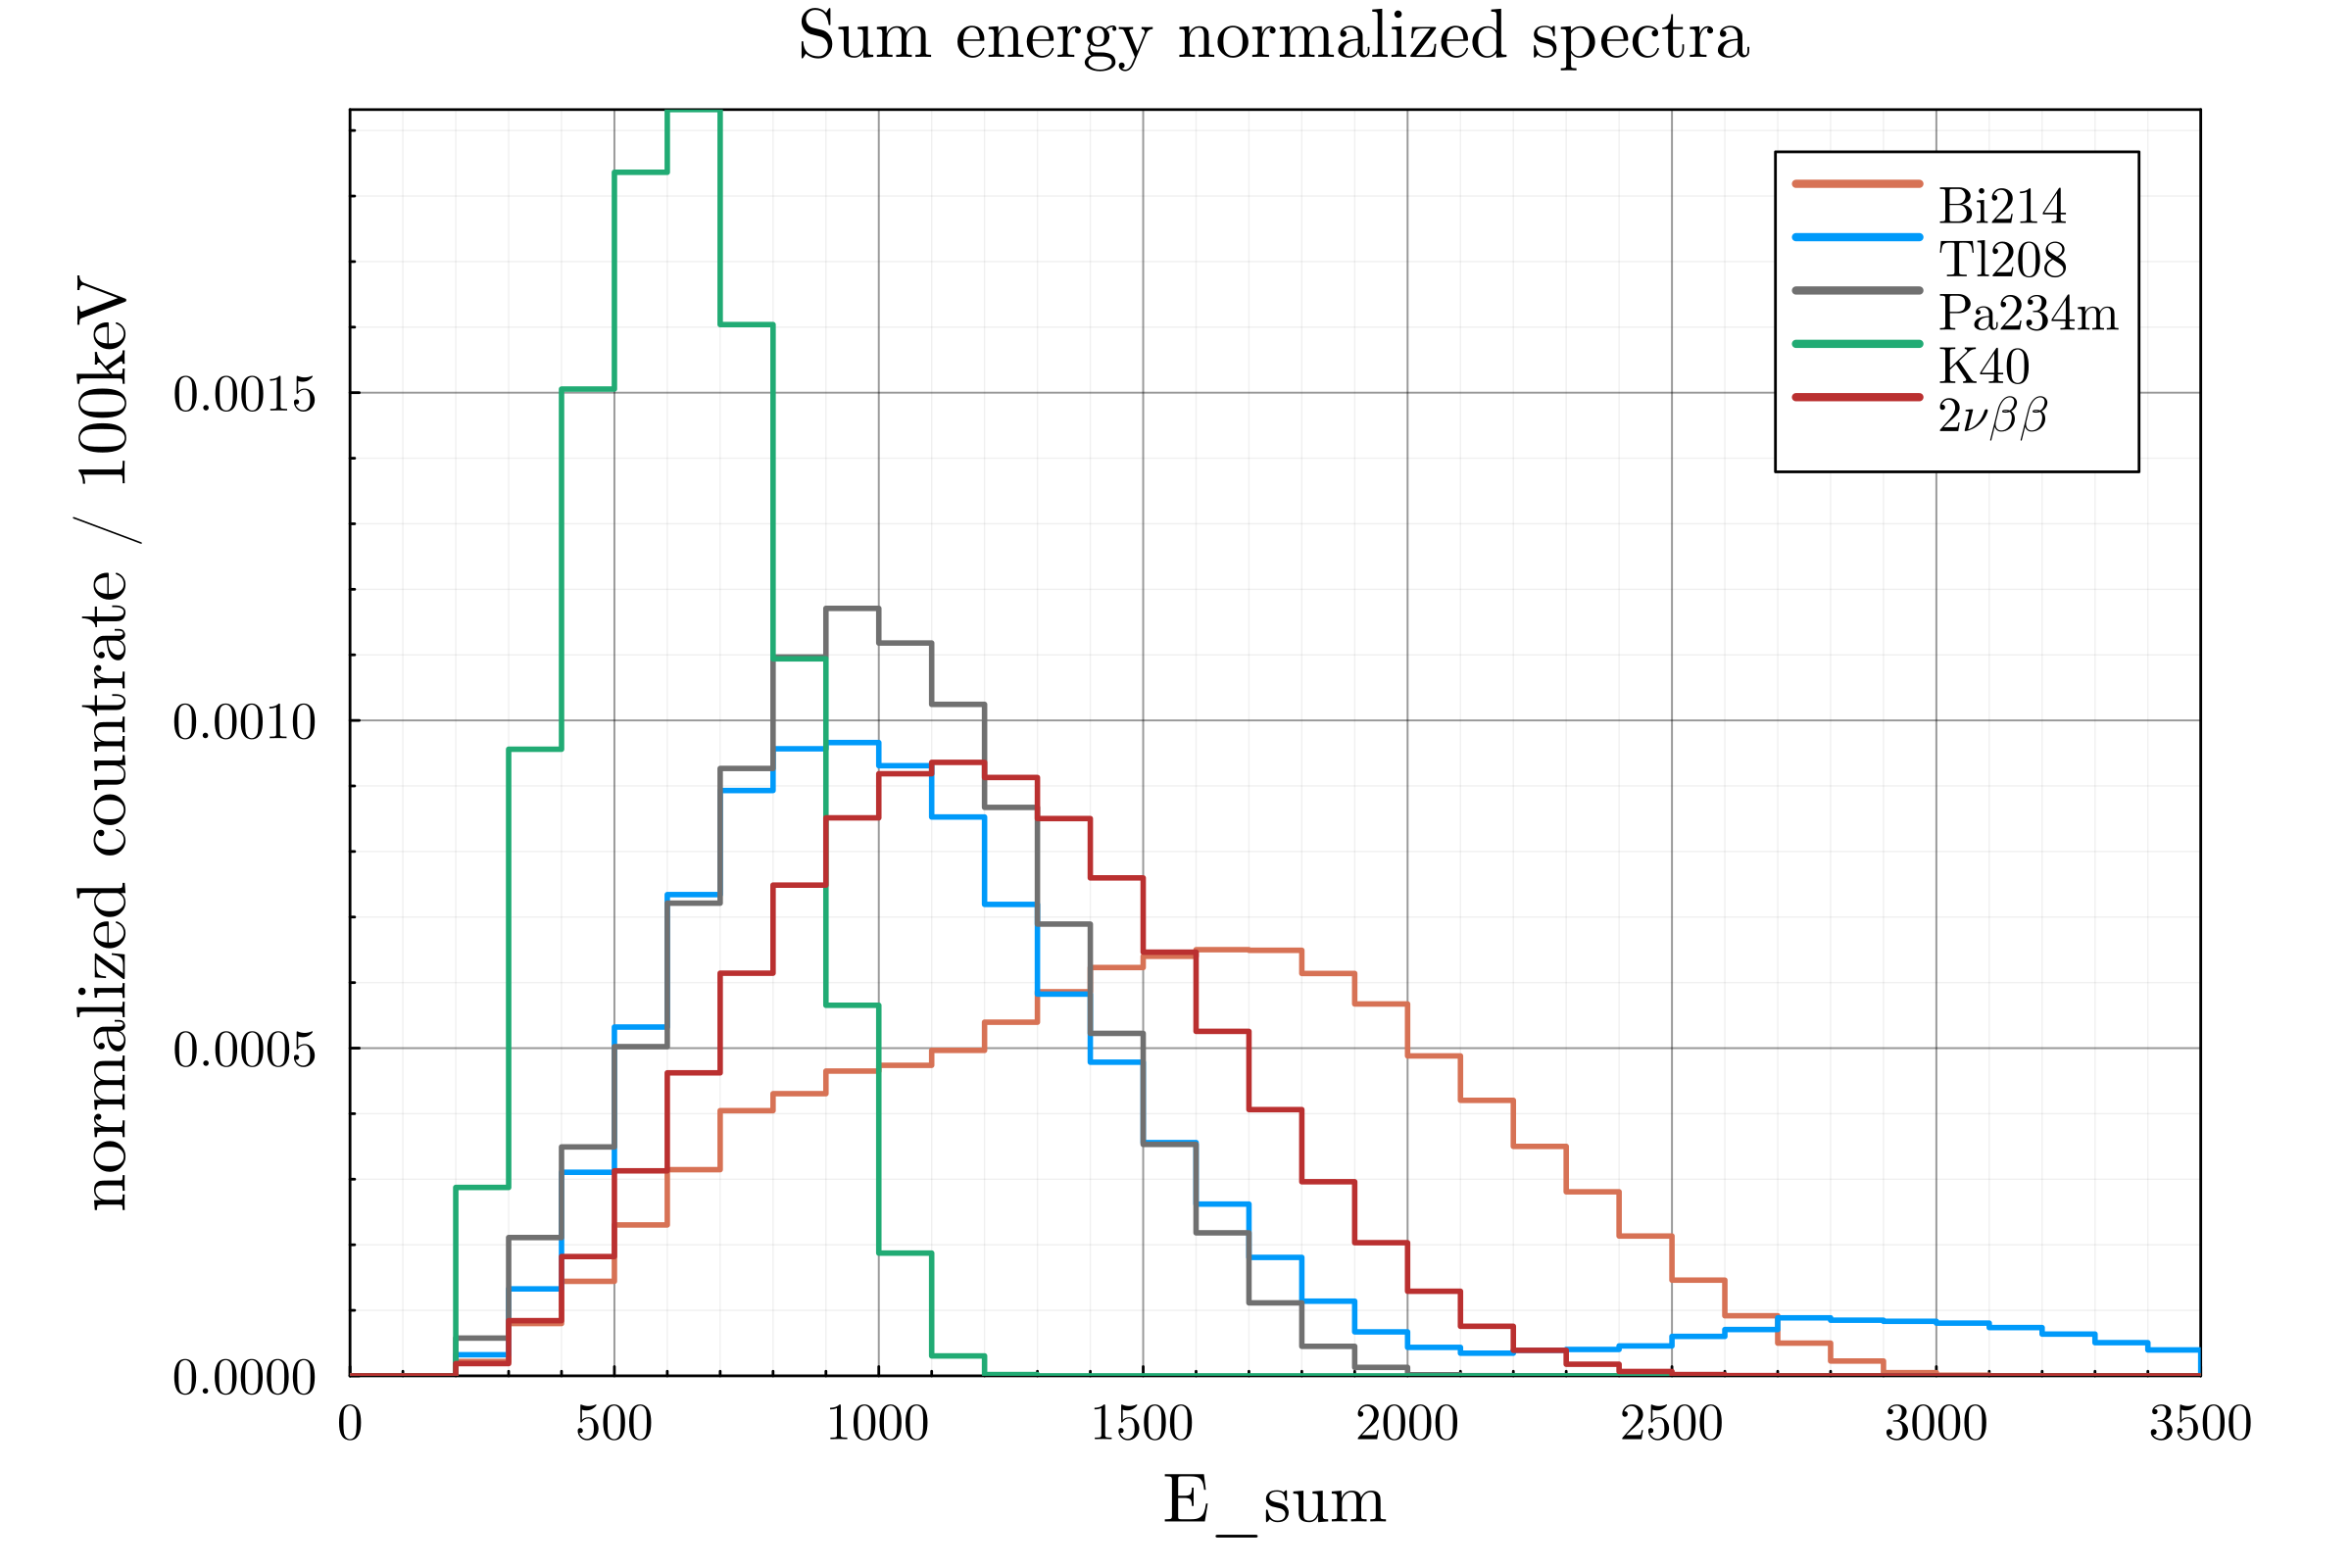 Sum energy normalized spectra
normalized countrate / 100keV
0.0015
0.0010
0.0005
0.0000
0 500 1000 1500 2000 2500 3000 3500
E_sum
Bi214
Tl208
Pa234m
K40
2νββ